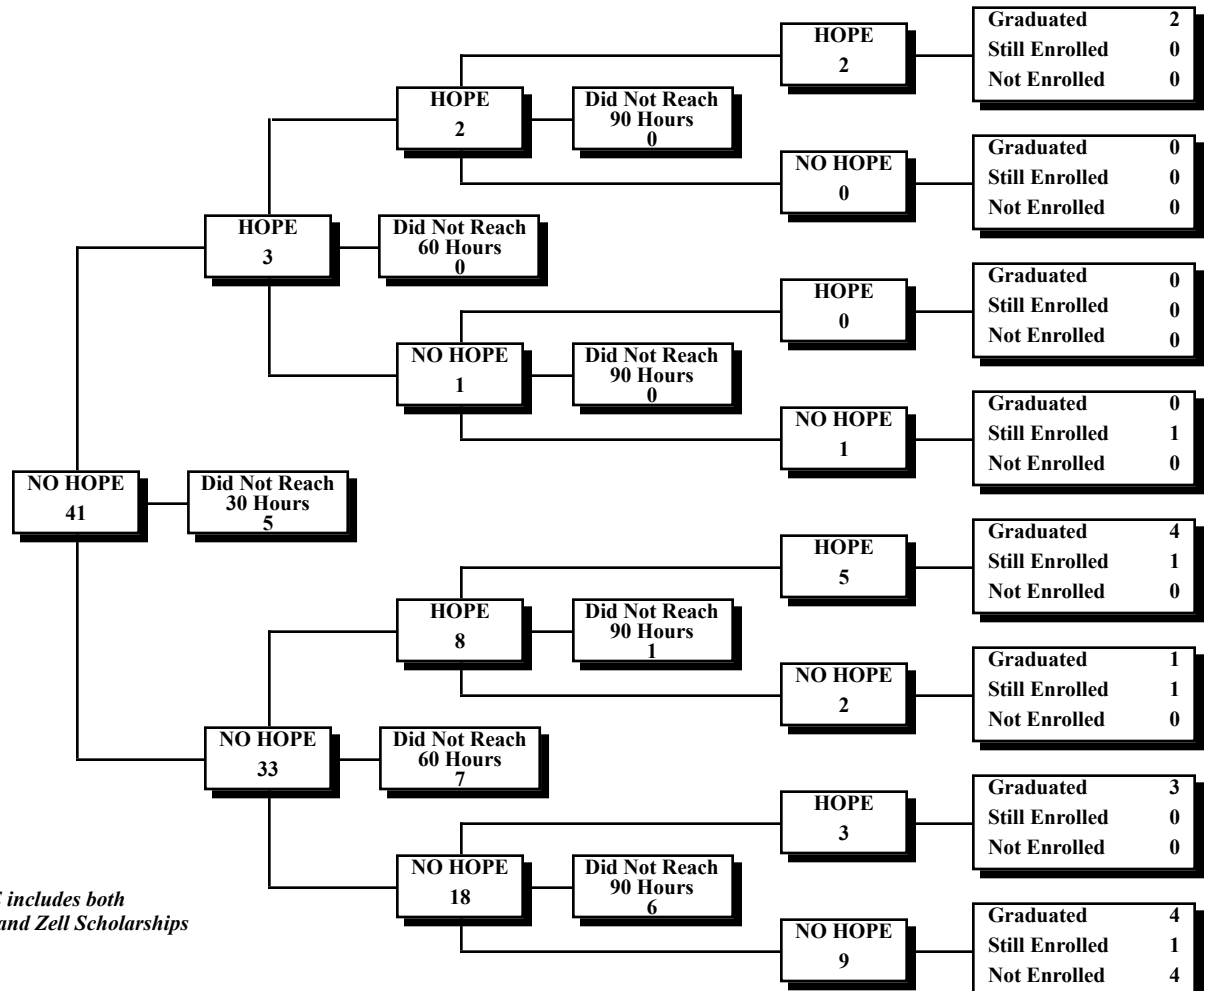 HOPE
2
Graduated 2
Still Enrolled 0
Not Enrolled 0
HOPE
2
Did Not Reach
90 Hours
0
NO HOPE
0
Graduated 0
Still Enrolled 0
Not Enrolled 0
HOPE
3
Did Not Reach
60 Hours
0
HOPE
0
Graduated 0
Still Enrolled 0
Not Enrolled 0
NO HOPE
1
Did Not Reach
90 Hours
0
NO HOPE
1
Graduated 0
Still Enrolled 1
Not Enrolled 0
NO HOPE
41
Did Not Reach
30 Hours
5
HOPE
5
Graduated 4
Still Enrolled 1
Not Enrolled 0
HOPE
8
Did Not Reach
90 Hours
1
NO HOPE
2
Graduated 1
Still Enrolled 1
Not Enrolled 0
NO HOPE
33
Did Not Reach
60 Hours
7
HOPE
3
Graduated 3
Still Enrolled 0
Not Enrolled 0
NO HOPE
18
Did Not Reach
90 Hours
6
NO HOPE
9
Graduated 4
Still Enrolled 1
Not Enrolled 4
includes both
and Zell Scholarships